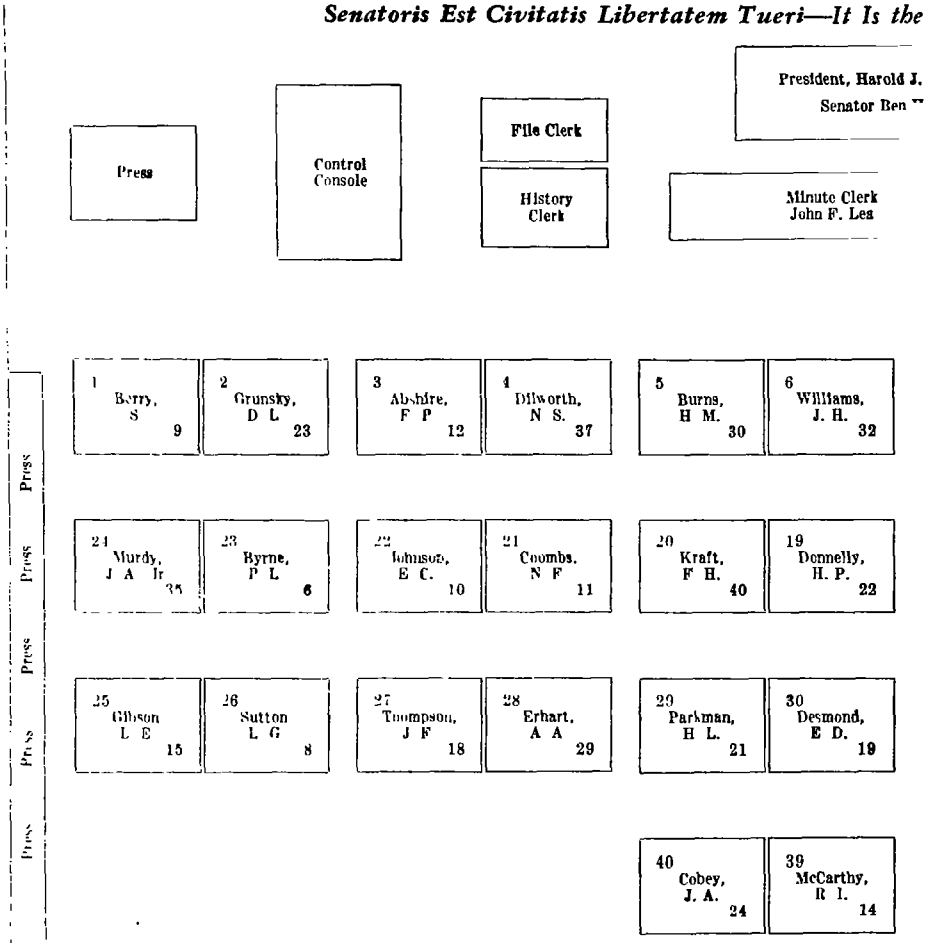 Senatoris Est Civitatis Libertatem Tueri—It Is the
President, Harold J.
Senator Ben
File Clerk
Press
Control
Console
History
Clerk
Minute Clerk
John F. Lea
1
Berry,
S
9
2
Grunsky,
D L
23
3
Abshire,
F P
12
4
Dilworth,
N S.
37
5
Burns,
H M.
30
6
Williams,
J. H.
32
24
Murdy,
J A Jr
35
23
Byrne,
P L
6
22
Johnson,
E C.
10
21
Coombs,
N F
11
20
Kraft,
F H.
40
19
Donnelly,
H. P.
22
25
Gibson
L E
15
26
Sutton
L G
8
27
Thompson,
J F
18
28
Erhart,
A A
29
29
Parkman,
H L.
21
30
Desmond,
E D.
19
40
Cobey,
J. A.
24
39
McCarthy,
R I.
14
Press
Press
Press
Press
Press